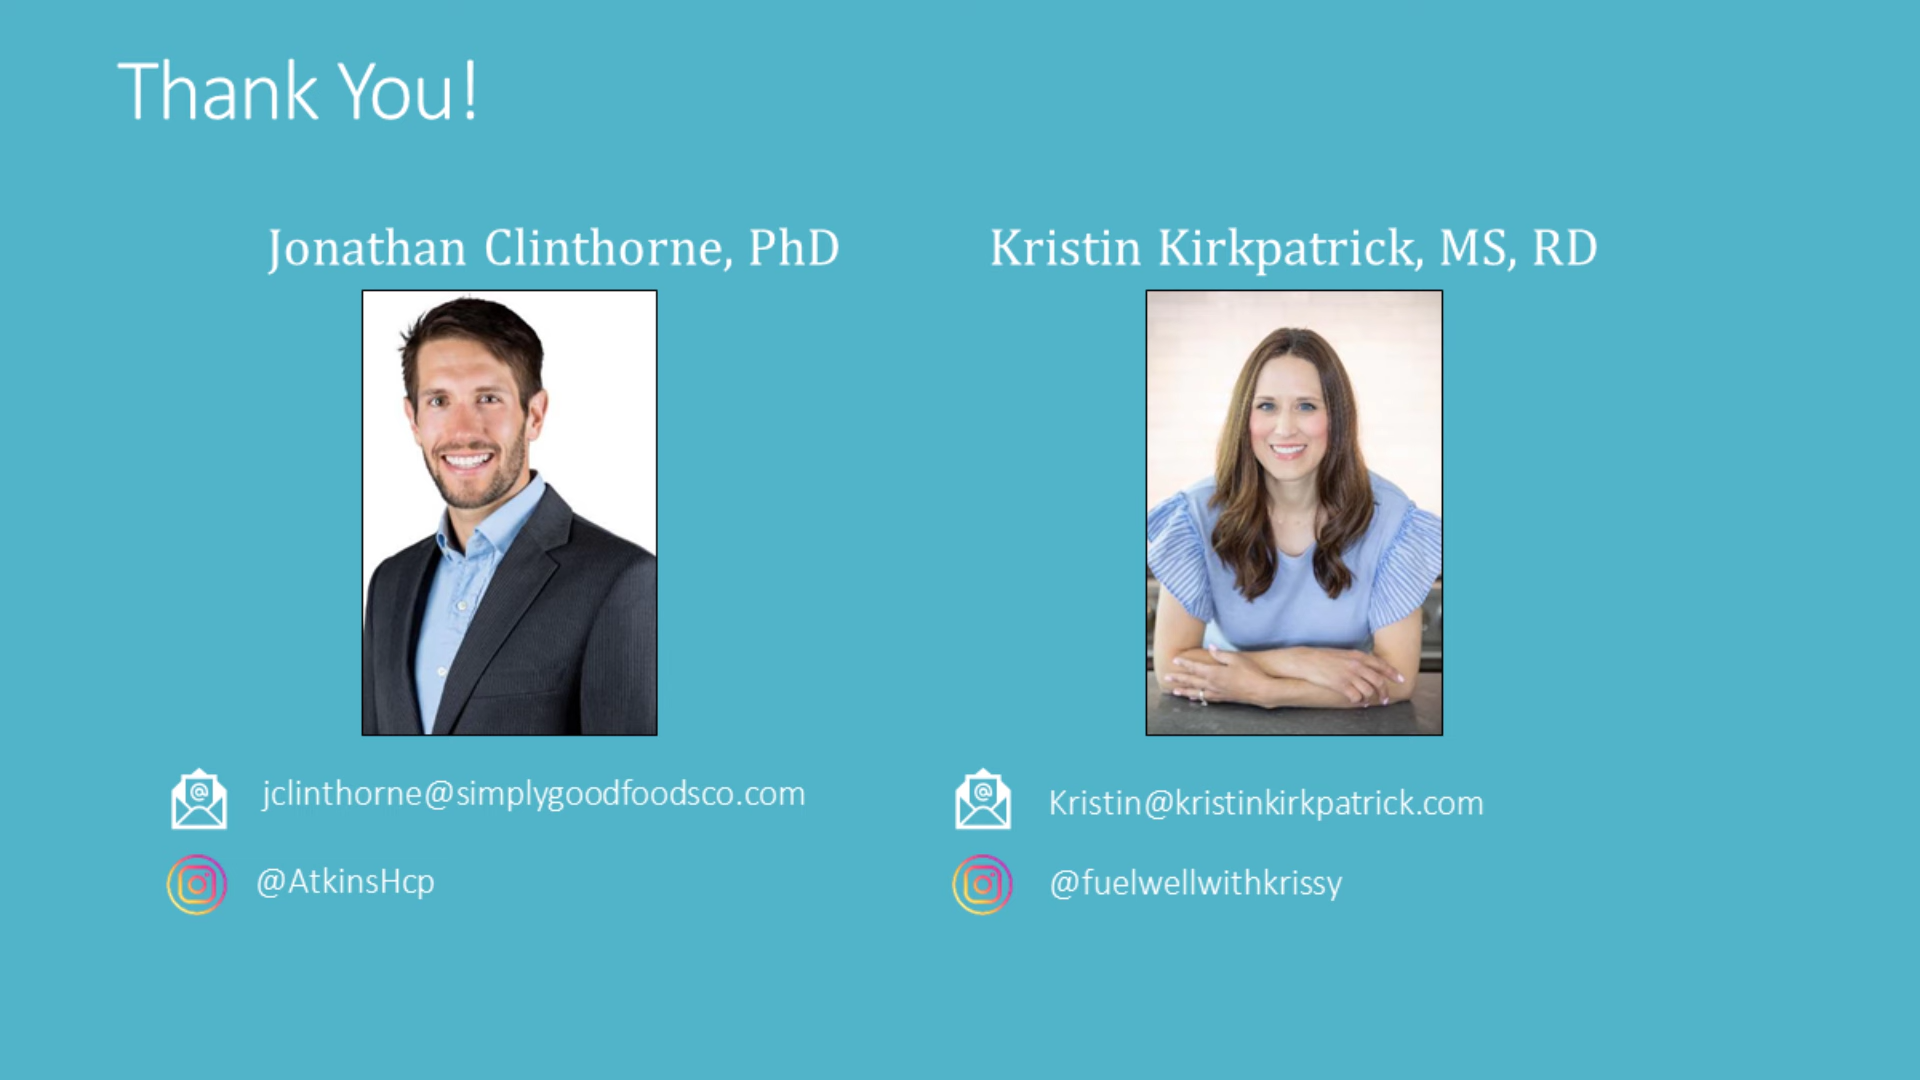 Thank You!
Jonathan Clinthorne, PhD
Kristin Kirkpatrick, MS, RD
jclinthorne@simplygoodfoodsco.com
@AtkinsHcp
Kristin@kristinkirkpatrick.com
@fuelwellwithkrissy